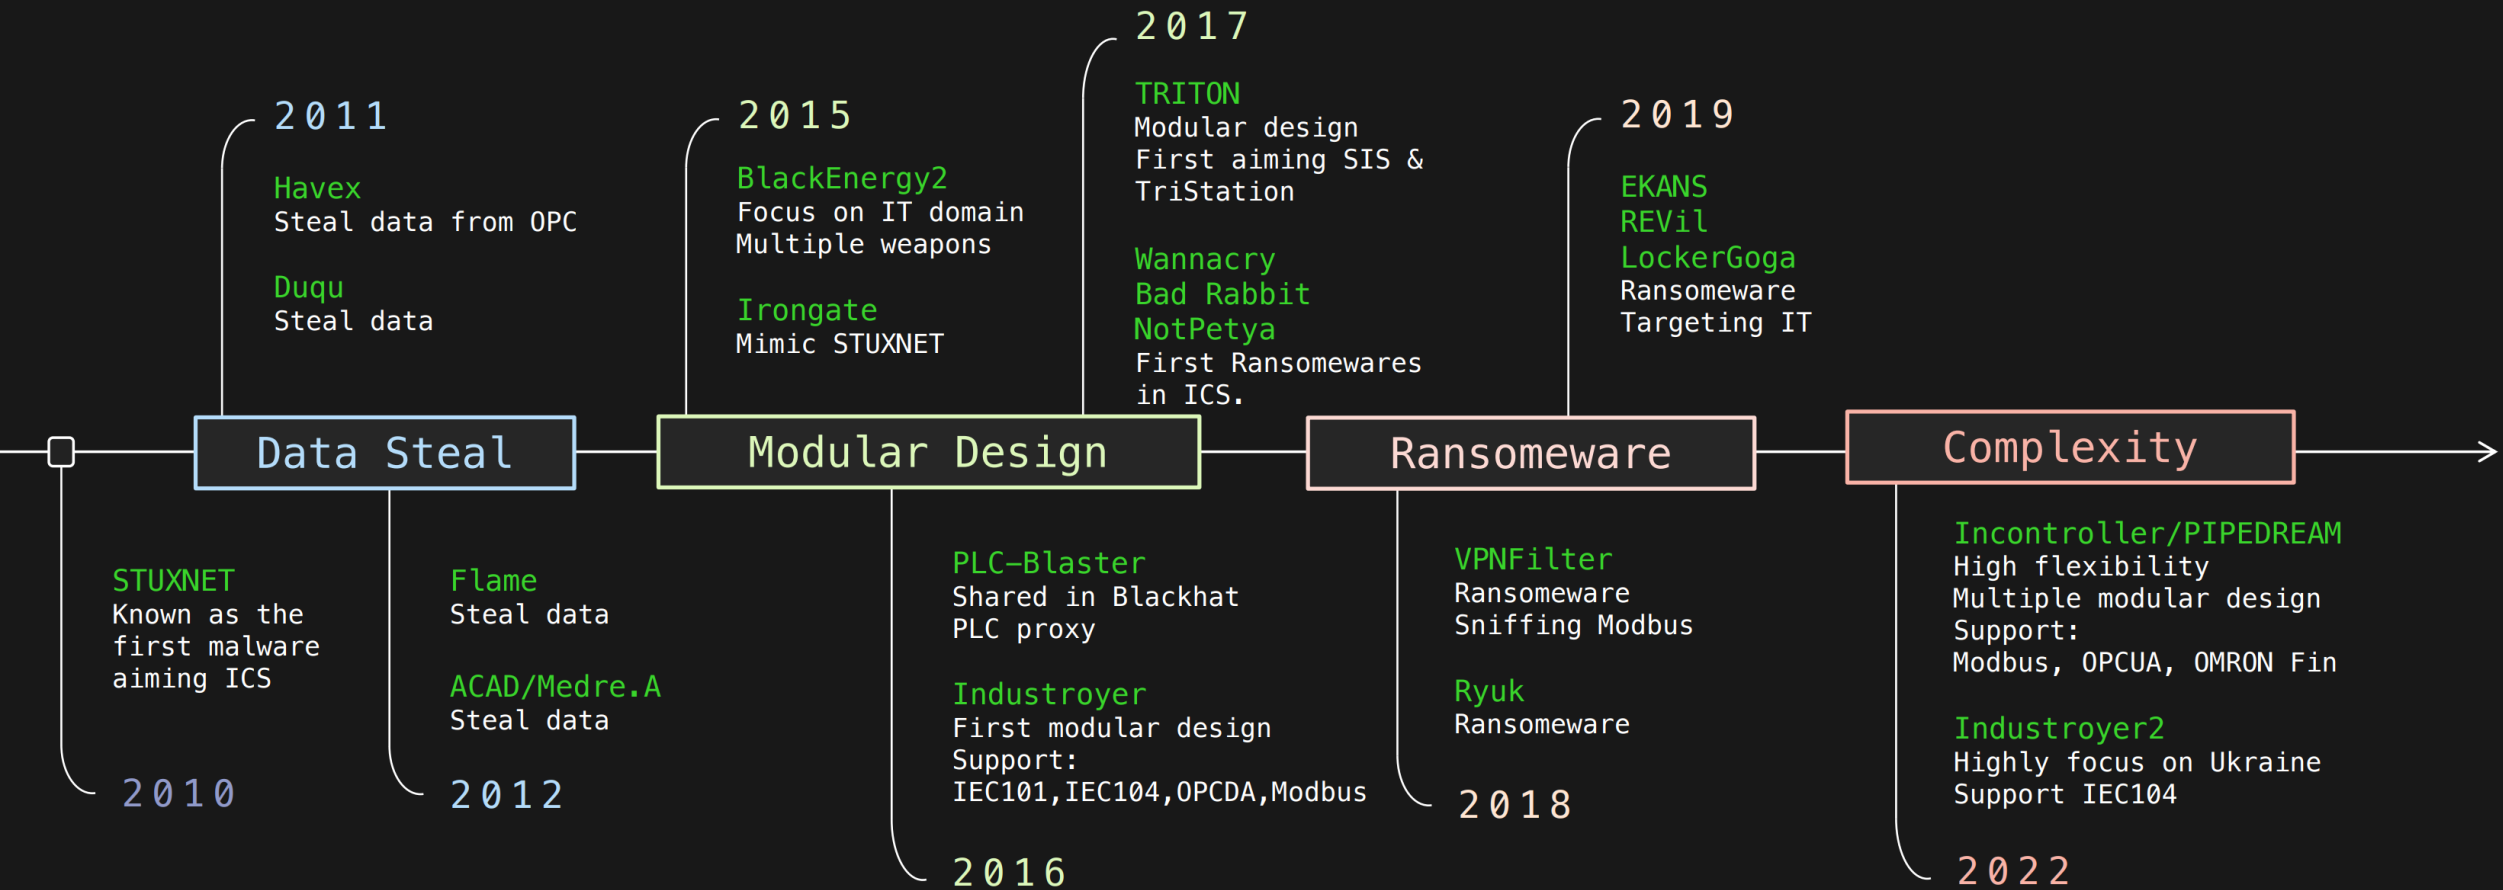 2017
TRITON
Modular design
First aiming SIS &
TriStation
Wannacry
Bad Rabbit
NotPetya
First Ransomewares
in ICS.
2011
Havex
Steal data from OPC
Duqu
Steal data
2015
BlackEnergy2
Focus on IT domain
Multiple weapons
Irongate
Mimic STUXNET
2019
EKANS
REVil
LockerGoga
Ransomeware
Targeting IT
Data Steal
Modular Design
Ransomeware
Complexity
STUXNET
Known as the
first malware
aiming ICS
2010
Flame
Steal data
ACAD/Medre.A
Steal data
2012
PLC-Blaster
Shared in Blackhat
PLC proxy
Industroyer
First modular design
Support:
IEC101,IEC104,OPCDA,Modbus
2016
VPNFilter
Ransomeware
Sniffing Modbus
Ryuk
Ransomeware
2018
Incontroller/PIPEDREAM
High flexibility
Multiple modular design
Support:
Modbus, OPCUA, OMRON Fin
Industroyer2
Highly focus on Ukraine
Support IEC104
2022